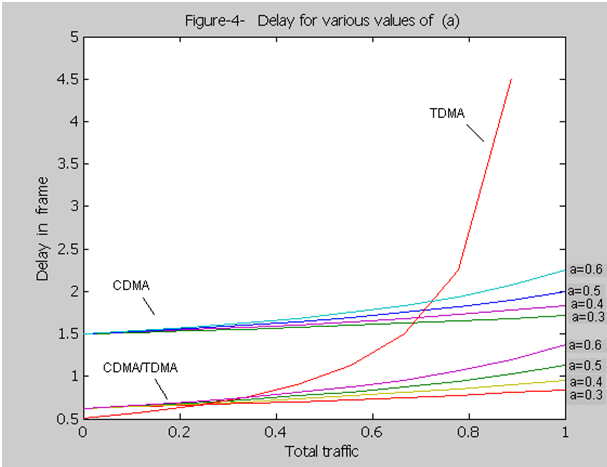 Figure-4- Delay for various values of (a)
5
4.5
4
3.5
3
2.5
2
1.5
1
0.5
Delay in frame
TDMA
CDMA
CDMA/TDMA
a=0.6
a=0.5
a=0.4
a=0.3
a=0.6
a=0.5
a=0.4
a=0.3
0 0.2 0.4 0.6 0.8 1
Total traffic